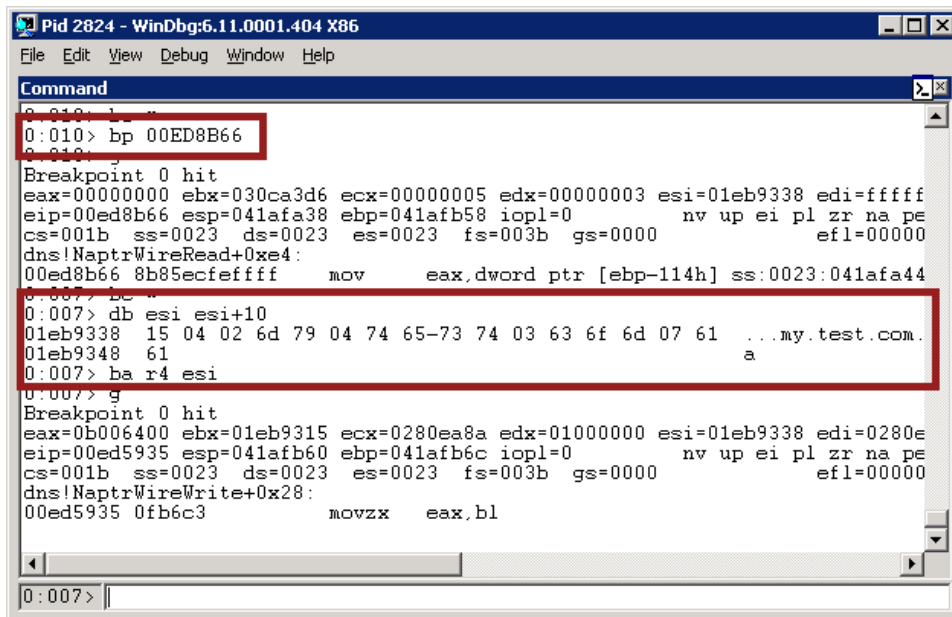 Pid 2824 - WinDbg:6.11.0001.404 X86
File Edit View Debug Window Help
Command
0:010> bp 00ED8B66
0:010> g
Breakpoint 0 hit
eax=00000000 ebx=030ca3d6 ecx=00000005 edx=00000003 esi=01eb9338 edi=fffff
eip=00ed8b66 esp=041afa38 ebp=041afb58 iopl=0 nv up ei pl zr na pe
cs=001b ss=0023 ds=0023 es=0023 fs=003b gs=0000 efl=00000
dns!NaptrWireRead+0xe4:
00ed8b66 8b85ecfeffff mov eax,dword ptr [ebp-114h] ss:0023:041afa44
0:007> bc *
0:007> db esi esi+10
01eb9338 15 04 02 6d 79 04 74 65-73 74 03 63 6f 6d 07 61 ...my.test.com.
01eb9348 61 a
0:007> ba r4 esi
0:007> g
Breakpoint 0 hit
eax=0b006400 ebx=01eb9315 ecx=0280ea8a edx=01000000 esi=01eb9338 edi=0280e
eip=00ed5935 esp=041afb60 ebp=041afb6c iopl=0 nv up ei pl zr na pe
cs=001b ss=0023 ds=0023 es=0023 fs=003b gs=0000 efl=00000
dns!NaptrWireWrite+0x28:
00ed5935 0fb6c3 movzx eax,bl
0:007>